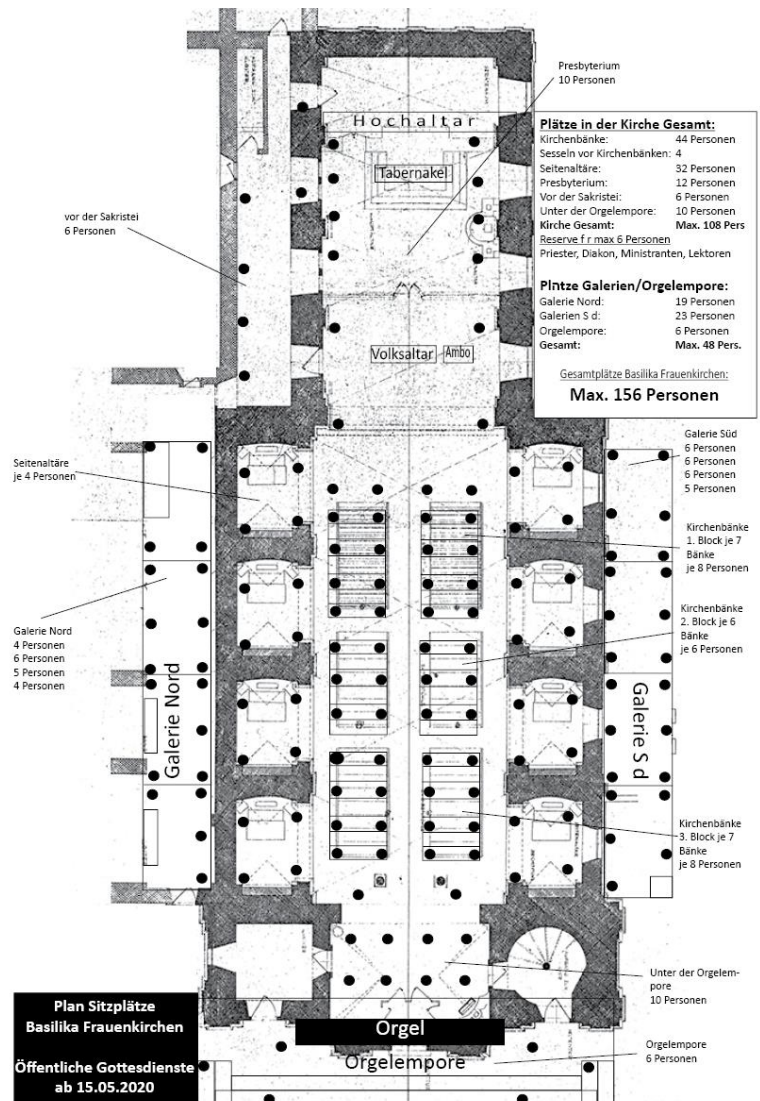 Presbyterium
10 Personen
Hochaltar
Tabernakel
Plätze in der Kirche Gesamt:
Kirchenbänke: 44 Personen
Sesseln vor Kirchenbänken: 4
Seitenaltäre: 32 Personen
Presbyterium: 12 Personen
Vor der Sakristei: 6 Personen
Unter der Orgelempore: 10 Personen
Kirche Gesamt: Max. 108 Pers
Reserve f r max 6 Personen
Priester, Diakon, Ministranten, Lektoren
Plntze Galerien/Orgelempore:
Galerie Nord: 19 Personen
Galerien S d: 23 Personen
Orgelempore: 6 Personen
Gesamt: Max. 48 Pers.
Gesamtplätze Basilika Frauenkirchen:
Max. 156 Personen
vor der Sakristei
6 Personen
Volksaltar
Ambo
Seitenaltäre
je 4 Personen
Galerie Süd
6 Personen
6 Personen
6 Personen
5 Personen
Kirchenbänke
1. Block je 7
Bänke
je 8 Personen
Kirchenbänke
2. Block je 6
Bänke
je 6 Personen
Galerie Nord
4 Personen
6 Personen
5 Personen
4 Personen
Galerie Nord
Galerie S d
Kirchenbänke
3. Block je 7
Bänke
je 8 Personen
Unter der Orgelem-
pore
10 Personen
Plan Sitzplätze
Basilika Frauenkirchen
Öffentliche Gottesdienste
ab 15.05.2020
Orgel
Orgelempore
Orgelempore
6 Personen